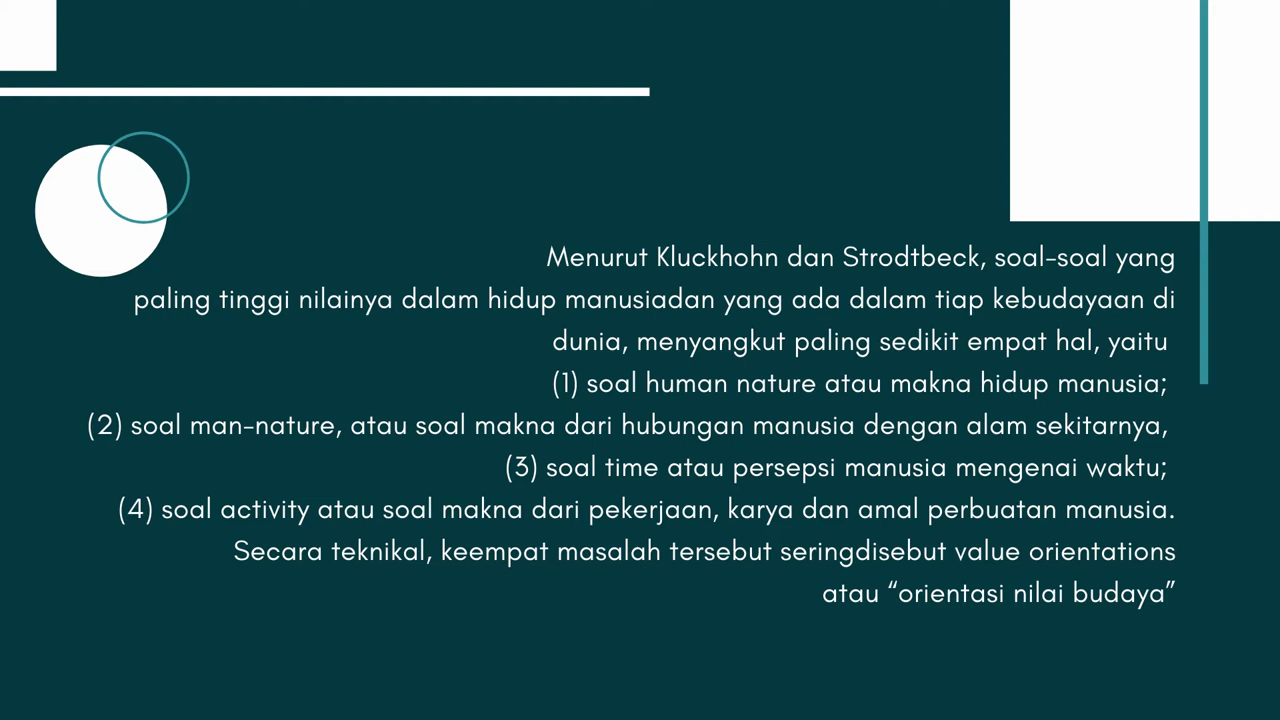 Menurut Kluckhohn dan Strodtbeck, soal-soal yang
paling tinggi nilainya dalam hidup manusiadan yang ada dalam tiap kebudayaan di
dunia, menyangkut paling sedikit empat hal, yaitu
(1) soal human nature atau makna hidup manusia;
(2) soal man-nature, atau soal makna dari hubungan manusia dengan alam sekitarnya,
(3) soal time atau persepsi manusia mengenai waktu;
(4) soal activity atau soal makna dari pekerjaan, karya dan amal perbuatan manusia.
Secara teknikal, keempat masalah tersebut seringdisebut value orientations
atau “orientasi nilai budaya”